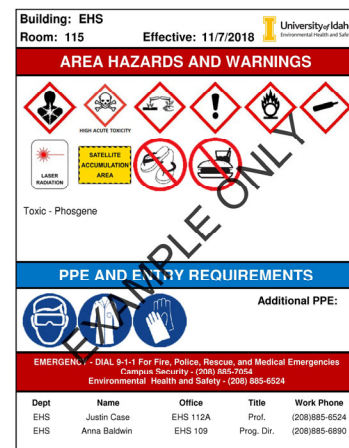 Building: EHS
Room: 115 Effective: 11/7/2018
University of Idah
Environmental Health and Safe
AREA HAZARDS AND WARNINGS
HIGH ACUTE TOXICITY
LASER
RADIATION
SATELLITE
ACCUMULATION
AREA
Toxic - Phosgene
EXAMPLE ONLY
PPE AND ENTRY REQUIREMENTS
Additional PPE:
EMERGENCY - DIAL 9-1-1 For Fire, Police, Rescue, and Medical Emergencies
Campus Security - (208) 885-7054
Environmental Health and Safety - (208) 885-6524
Dept Name Office Title Work Phone
EHS Justin Case EHS 112A Prof. (208)885-6524
EHS Anna Baldwin EHS 109 Prog. Dir. (208)885-6890